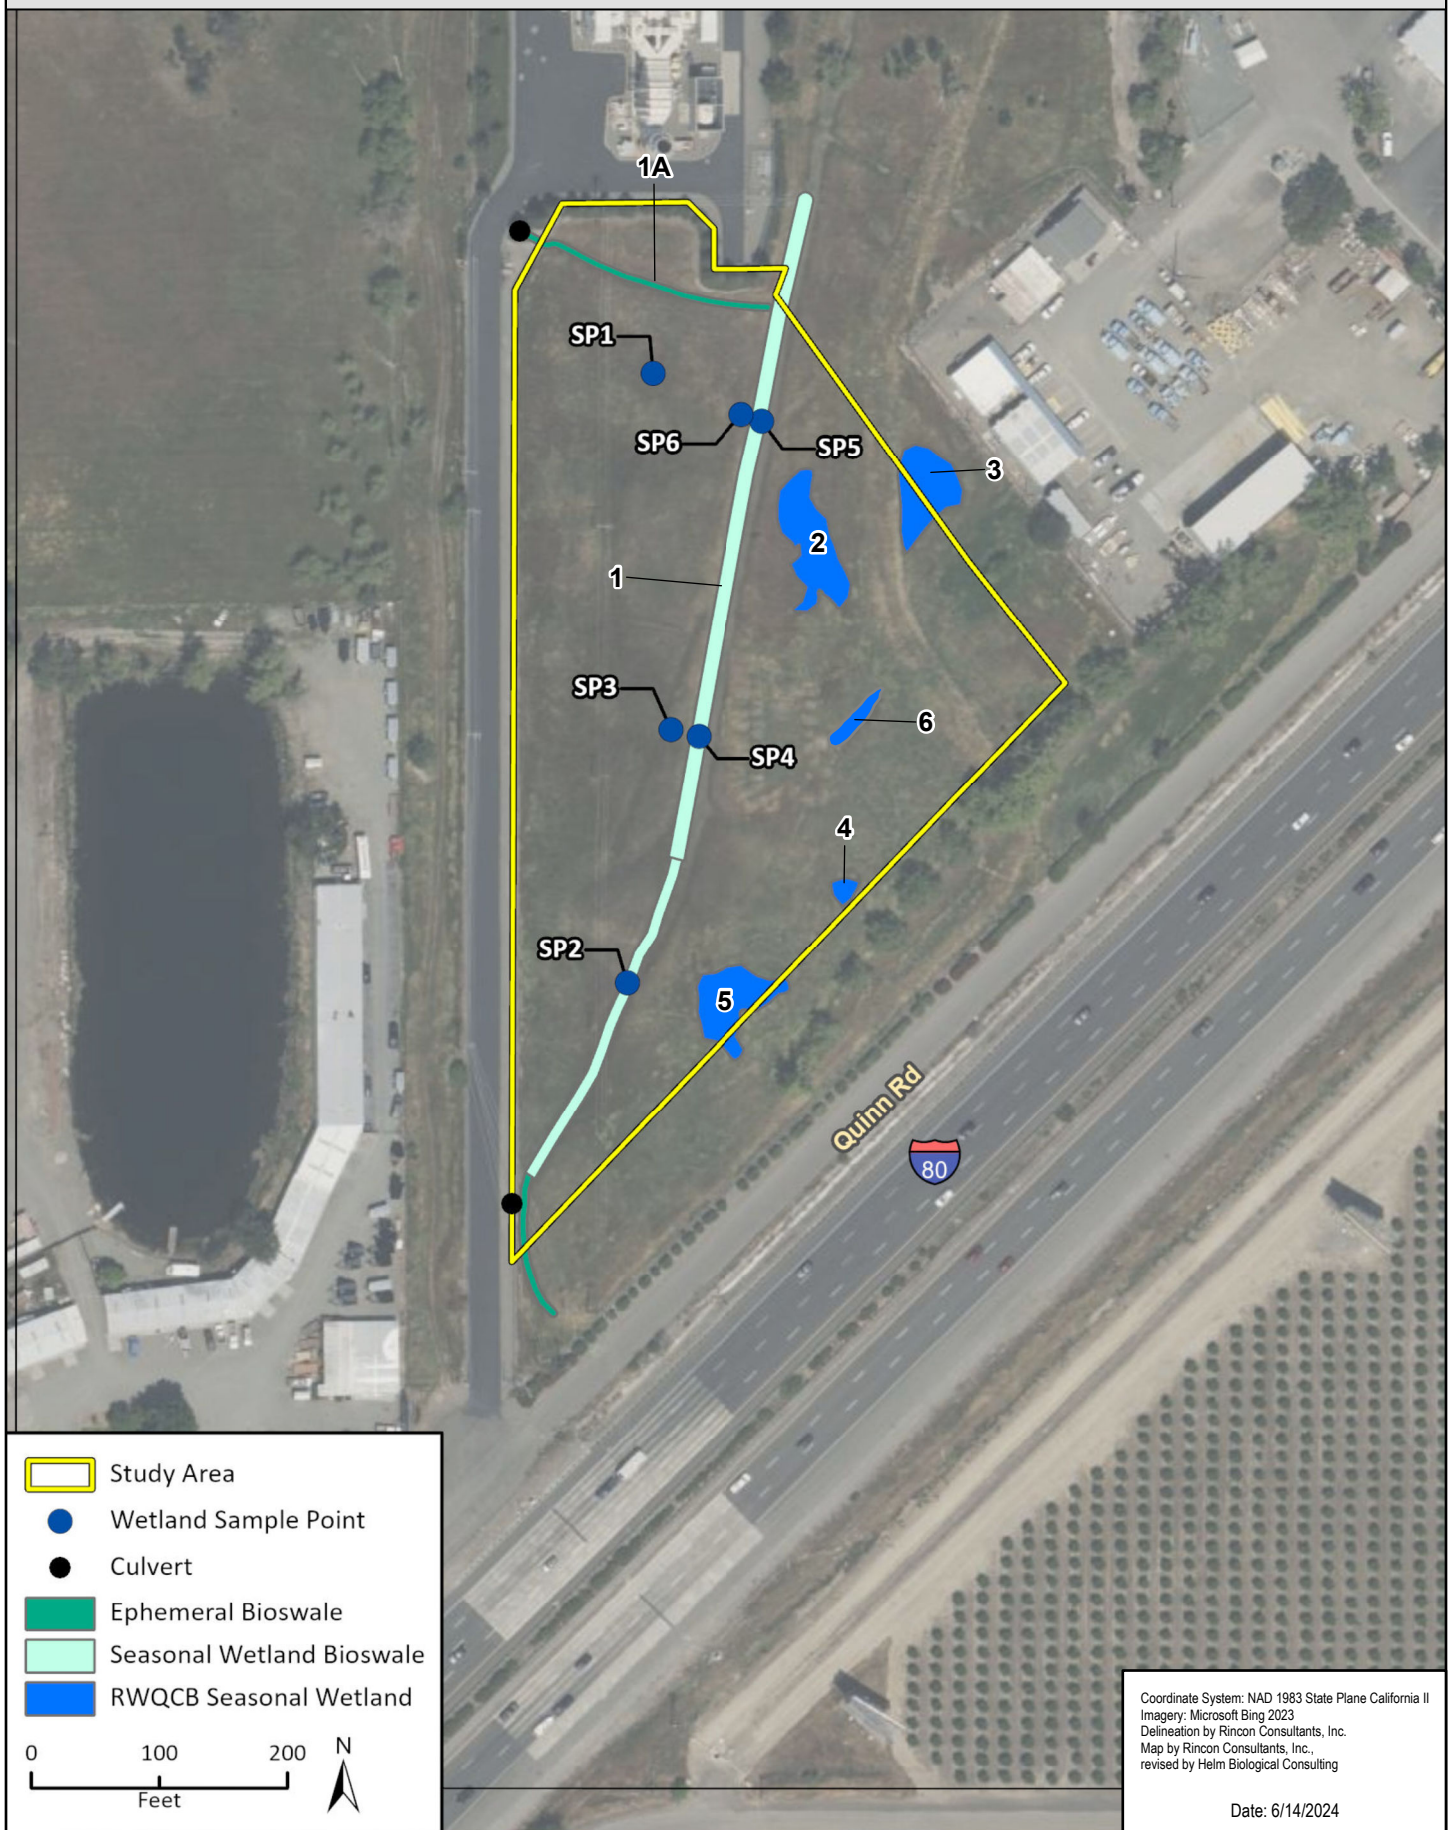 1A
SP1
SP6
SP5
3
2
1
SP3
SP4
6
4
SP2
5
Quinn Rd
80
Study Area
Wetland Sample Point
Culvert
Ephemeral Bioswale
Seasonal Wetland Bioswale
RWQCB Seasonal Wetland
0 100 200
Feet
N
Coordinate System: NAD 1983 State Plane California II
Imagery: Microsoft Bing 2023
Delineation by Rincon Consultants, Inc.
Map by Rincon Consultants, Inc.,
revised by Helm Biological Consulting
Date: 6/14/2024